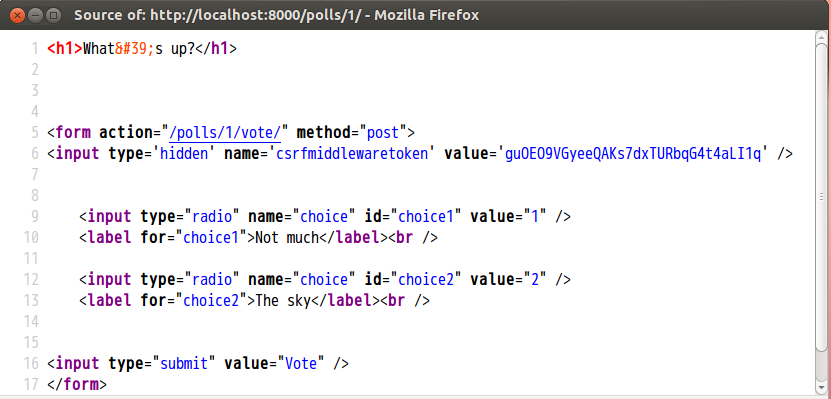 Source of: http://localhost:8000/polls/1/ - Mozilla Firefox
1 <h1>What&#39;s up?</h1>
2
3
4
5 <form action="/polls/1/vote/" method="post">
6 <input type='hidden' name='csrfmiddlewaretoken' value='guOEO9VGyeeQAKs7dxTURbqG4t4aLI1q' />
7
8
9     <input type="radio" name="choice" id="choice1" value="1" />
10     <label for="choice1">Not much</label><br />
11
12     <input type="radio" name="choice" id="choice2" value="2" />
13     <label for="choice2">The sky</label><br />
14
15
16 <input type="submit" value="Vote" />
17 </form>